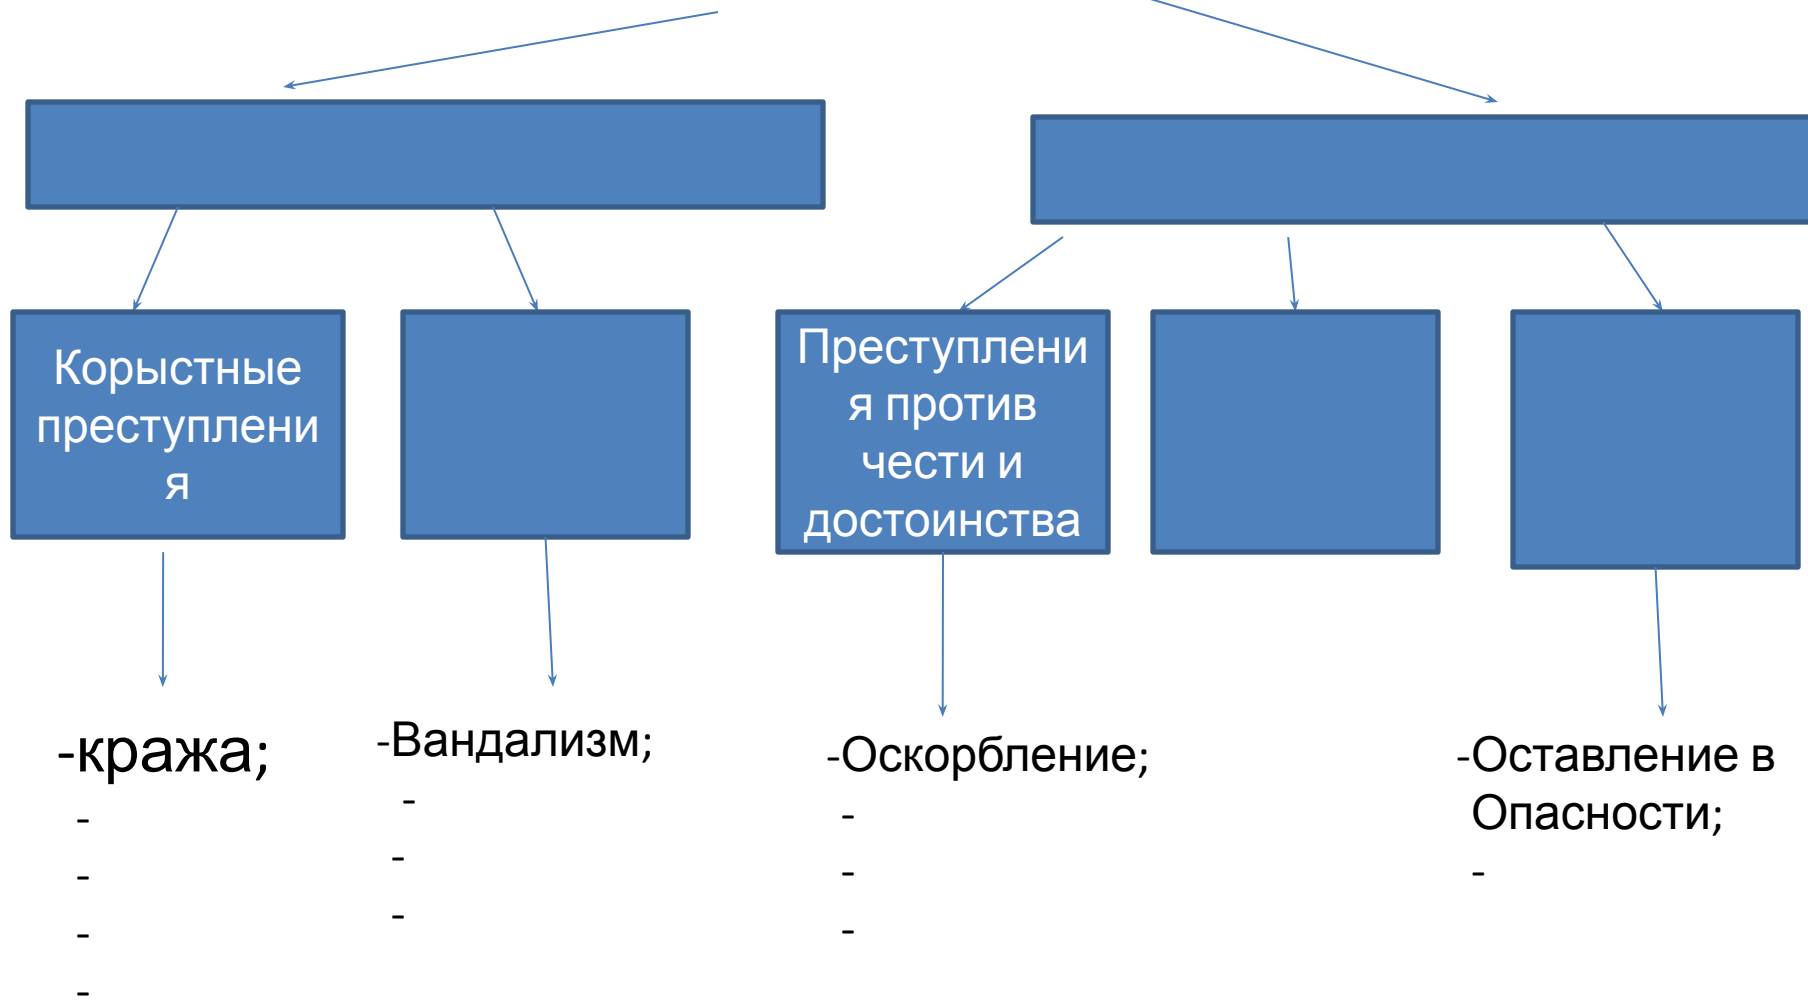 Корыстные
преступлени
я
Преступлени
я против
чести и
достоинства
-кража;
-
-
-
-
-Вандализм;
-
-
-
-Оскорбление;
-
-
-
-Оставление в
Опасности;
-